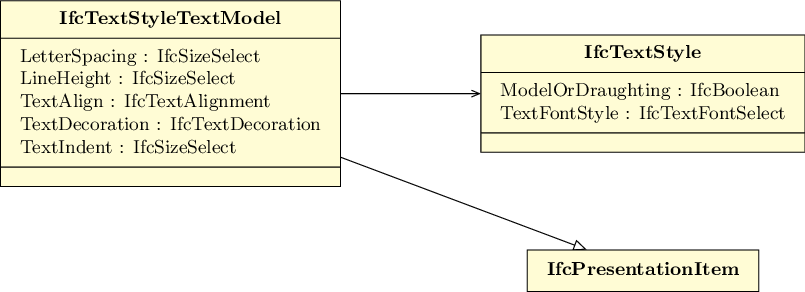 IfcTextStyleTextModel
LetterSpacing : IfcSizeSelect
LineHeight : IfcSizeSelect
TextAlign : IfcTextAlignment
TextDecoration : IfcTextDecoration
TextIndent : IfcSizeSelect
IfcTextStyle
ModelOrDraughting : IfcBoolean
TextFontStyle : IfcTextFontSelect
IfcPresentationItem